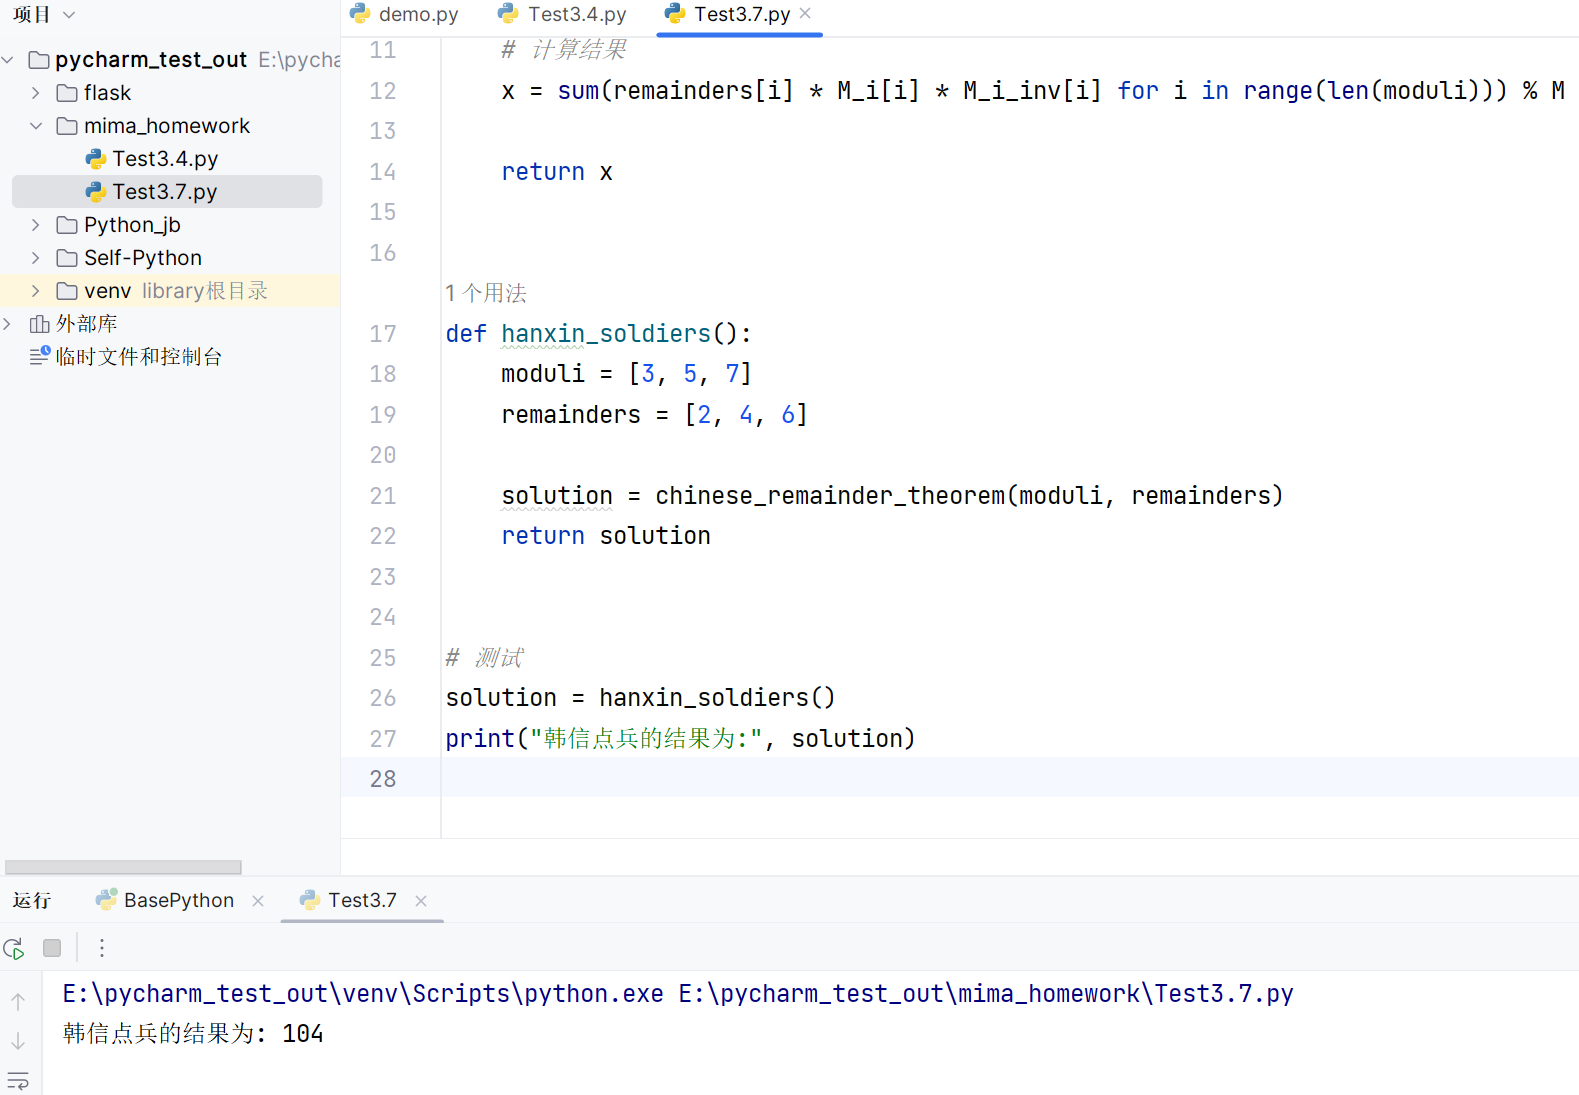 项目
demo.py Test3.4.py Test3.7.py
pycharm_test_out E:\pycha
flask
mima_homework
Test3.4.py
Test3.7.py
Python_jb
Self-Python
venv library根目录
外部库
临时文件和控制台
11 # 计算结果
12 x = sum(remainders[i] * M_i[i] * M_i_inv[i] for i in range(len(moduli))) % M
13
14 return x
15
16
1 个用法
17 def hanxin_soldiers():
18 moduli = [3, 5, 7]
19 remainders = [2, 4, 6]
20
21 solution = chinese_remainder_theorem(moduli, remainders)
22 return solution
23
24
25 # 测试
26 solution = hanxin_soldiers()
27 print("韩信点兵的结果为:", solution)
28
运行 BasePython Test3.7
E:\pycharm_test_out\venv\Scripts\python.exe E:\pycharm_test_out\mima_homework\Test3.7.py
韩信点兵的结果为: 104